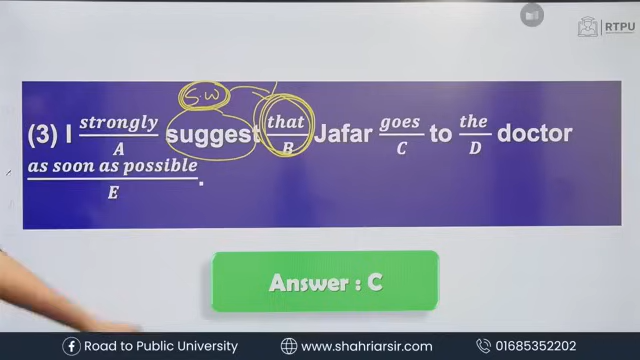 RTPU
S.W
(3) I strongly suggest that Jafar goes to the doctor
A B C D
as soon as possible.
E
Answer : C
Road to Public University www.shahriarsir.com 01685352202